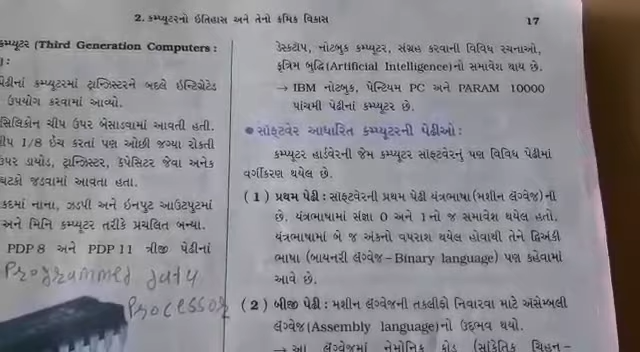 2. કમ્પ્યૂટરનો ઇતિહાસ અને તેનો ક્રમિક વિકાસ
17
કમ્પ્યૂટર (Third Generation Computers :
) :
પેઢીનાં કમ્પ્યૂટરમાં ટ્રાન્ઝિસ્ટરને બદલે ઇન્ટિગ્રેટેડ
ઉપયોગ કરવામાં આવ્યો.
સિલિકોન ચીપ ઉપર બેસાડવામાં આવતી હતી.
ચીપ 1/8 ઇંચ કરતાં પણ ઓછી જગ્યા રોકતી
ઉપર ડાયોડ, ટ્રાન્ઝિસ્ટર, કેપેસિટર જેવા અનેક
ઘટકો જડવામાં આવતા હતા.
કદમાં નાના, ઝડપી અને ઇનપુટ આઉટપુટમાં
અને મિનિ કમ્પ્યૂટર તરીકે પ્રચલિત બન્યા.
PDP 8 અને PDP 11 ત્રીજી પેઢીનાં
Programmed data
Processor
ડેસ્કટૉપ, નોટબુક કમ્પ્યૂટર, સંગ્રહ કરવાની વિવિધ રચનાઓ,
કૃત્રિમ બુદ્ધિ (Artificial Intelligence)નો સમાવેશ થાય છે.
→ IBM નોટબુક, પેન્ટિયમ PC અને PARAM 10000
પાંચમી પેઢીનાં કમ્પ્યૂટર છે.
● સૉફ્ટવેર આધારિત કમ્પ્યૂટરની પેઢીઓ :
કમ્પ્યૂટર હાર્ડવેરની જેમ કમ્પ્યૂટર સૉફ્ટવેરનું પણ વિવિધ પેઢીમાં
વર્ગીકરણ થયેલ છે.
(1) પ્રથમ પેઢી : સૉફ્ટવેરની પ્રથમ પેઢી યંત્રભાષા (મશીન લૅંગ્વેજ)ની
છે. યંત્રભાષામાં સંજ્ઞા 0 અને 1નો જ સમાવેશ થયેલ હતો.
યંત્રભાષામાં બે જ અંકનો વપરાશ થયેલ હોવાથી તેને દ્વિઅંકી
ભાષા (બાયનરી લૅંગ્વેજ – Binary language) પણ કહેવામાં
આવે છે.
(2) બીજી પેઢી : મશીન લૅંગ્વેજની તકલીફો નિવારવા માટે અસેમ્બલી
લૅંગ્વેજ (Assembly language)નો ઉદ્ભવ થયો.
→ આ લૅંગ્વેજમાં નેમોનિક કોડ (સાંકેતિક ચિહ્ન–